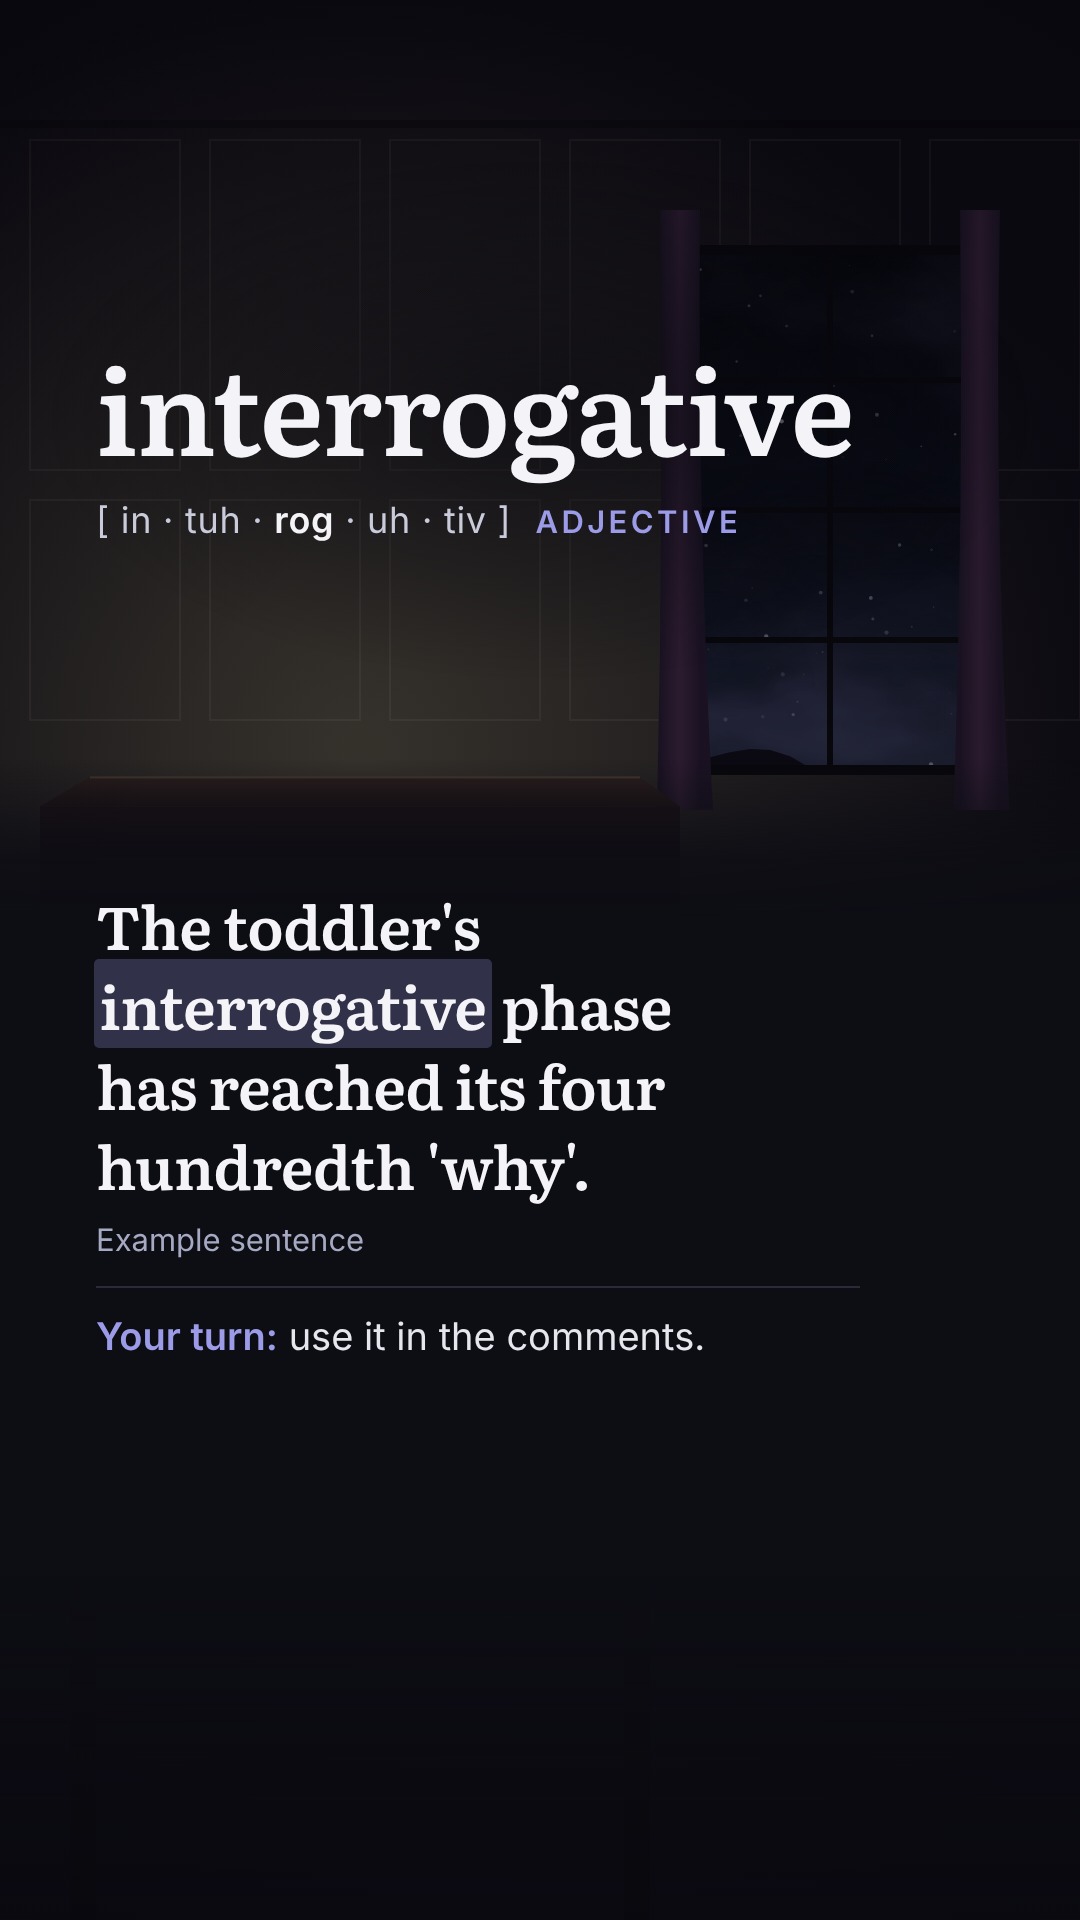 interrogative
[ in · tuh · rog · uh · tiv ] ADJECTIVE
The toddler's
interrogative phase
has reached its four
hundredth 'why'.
Example sentence
Your turn: use it in the comments.